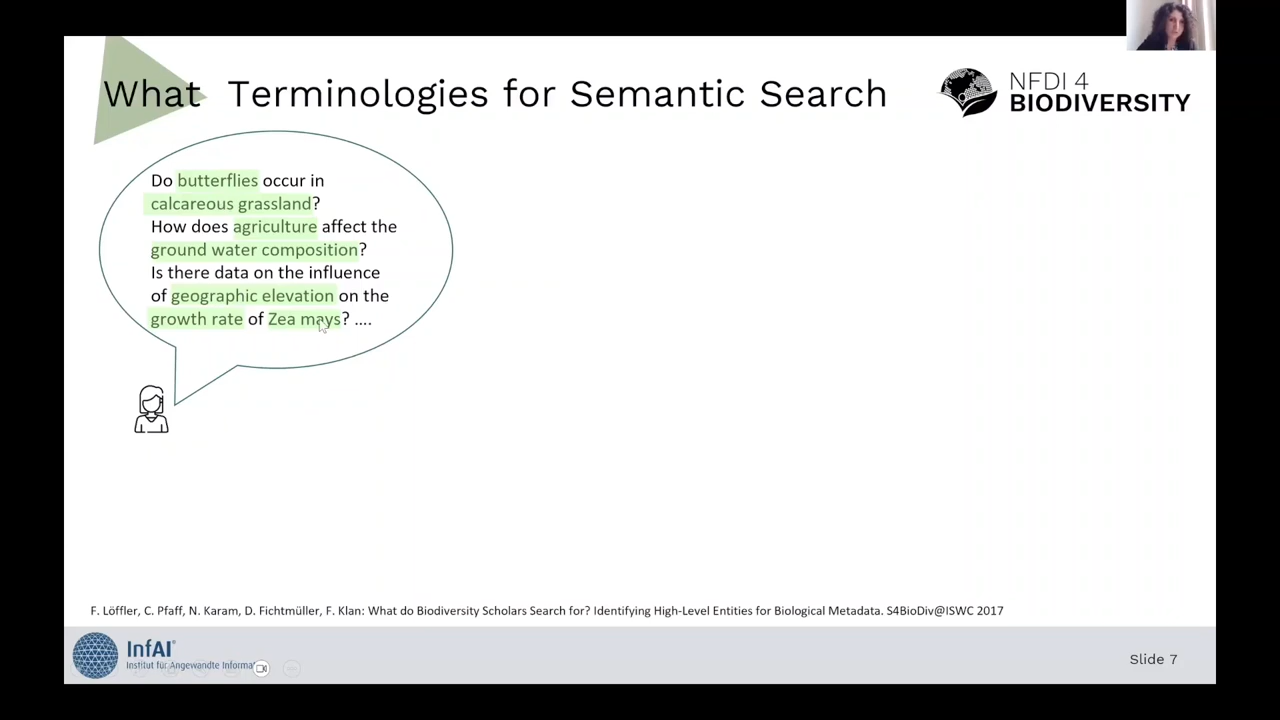 What Terminologies for Semantic Search
NFDI 4
BIODIVERSITY
Do butterflies occur in
calcareous grassland?
How does agriculture affect the
ground water composition?
Is there data on the influence
of geographic elevation on the
growth rate of Zea mays? ....
F. Löffler, C. Pfaff, N. Karam, D. Fichtmüller, F. Klan: What do Biodiversity Scholars Search for? Identifying High-Level Entities for Biological Metadata. S4BioDiv@ISWC 2017
InfAI®
Institut für Angewandte Informa
Slide 7